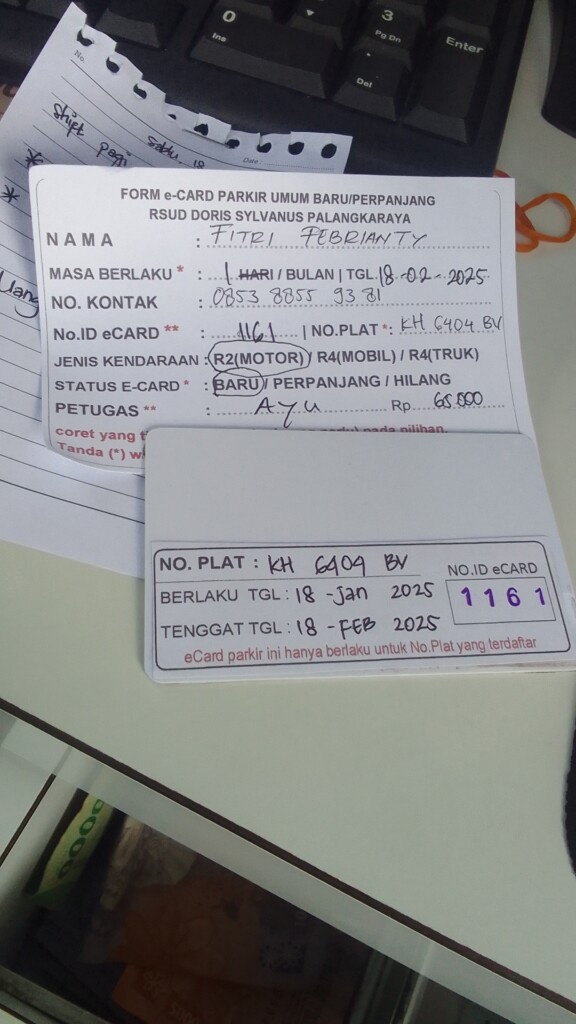 0
Ins
3
Pg Dn
Enter
.
Del
No.
Date
Shift pagi Sabtu 18
FORM e-CARD PARKIR UMUM BARU/PERPANJANG
RSUD DORIS SYLVANUS PALANGKARAYA
NAMA : FITRI FEBRIANTY
MASA BERLAKU * : 1 HARI / BULAN | TGL. 18-02-2025
NO. KONTAK : 0853 8855 9381
No.ID eCARD ** : 1161 | NO.PLAT *: KH 6404 BV
JENIS KENDARAAN : R2(MOTOR) / R4(MOBIL) / R4(TRUK)
STATUS E-CARD * : BARU / PERPANJANG / HILANG
PETUGAS ** : Ayu Rp. 65.000
coret yang pada pilihan.
Tanda (*) w
NO. PLAT : KH 6404 BV
BERLAKU TGL : 18 - Jan 2025
TENGGAT TGL : 18 - FEB 2025
NO.ID eCARD
1161
eCard parkir ini hanya berlaku untuk No.Plat yang terdaftar